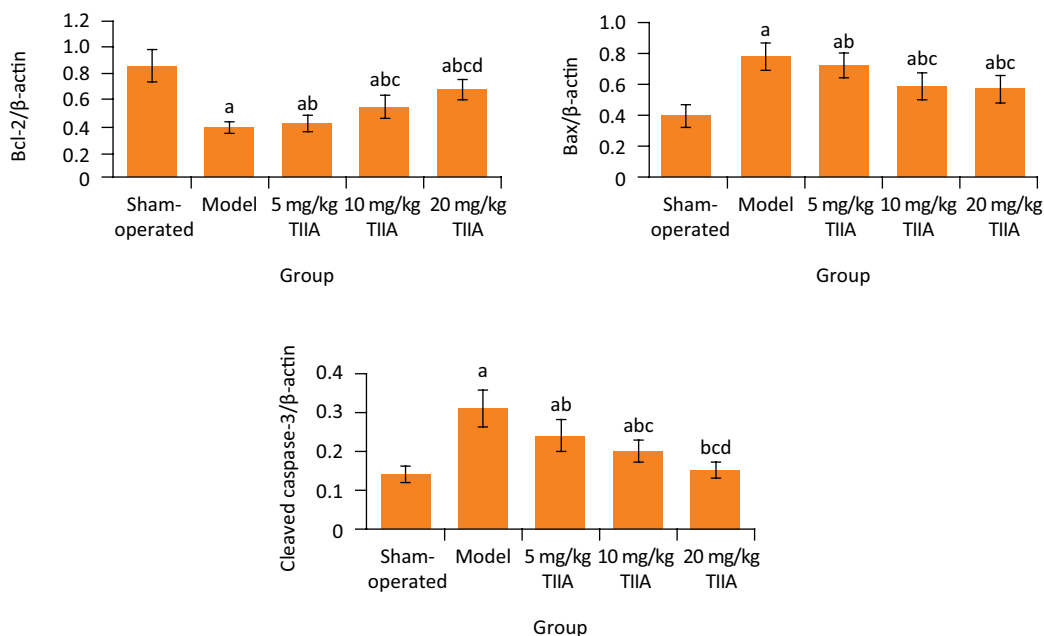 Bcl-2/β-actin
1.2
1.0
0.8
0.6
0.4
0.2
0
a
ab
abc
abcd
Sham-operated
Model
5 mg/kg TIIA
10 mg/kg TIIA
20 mg/kg TIIA
Group
Bax/β-actin
1.0
0.8
0.6
0.4
0.2
0
a
ab
abc
abc
Sham-operated
Model
5 mg/kg TIIA
10 mg/kg TIIA
20 mg/kg TIIA
Group
Cleaved caspase-3/β-actin
0.4
0.3
0.2
0.1
0
a
ab
abc
bcd
Sham-operated
Model
5 mg/kg TIIA
10 mg/kg TIIA
20 mg/kg TIIA
Group